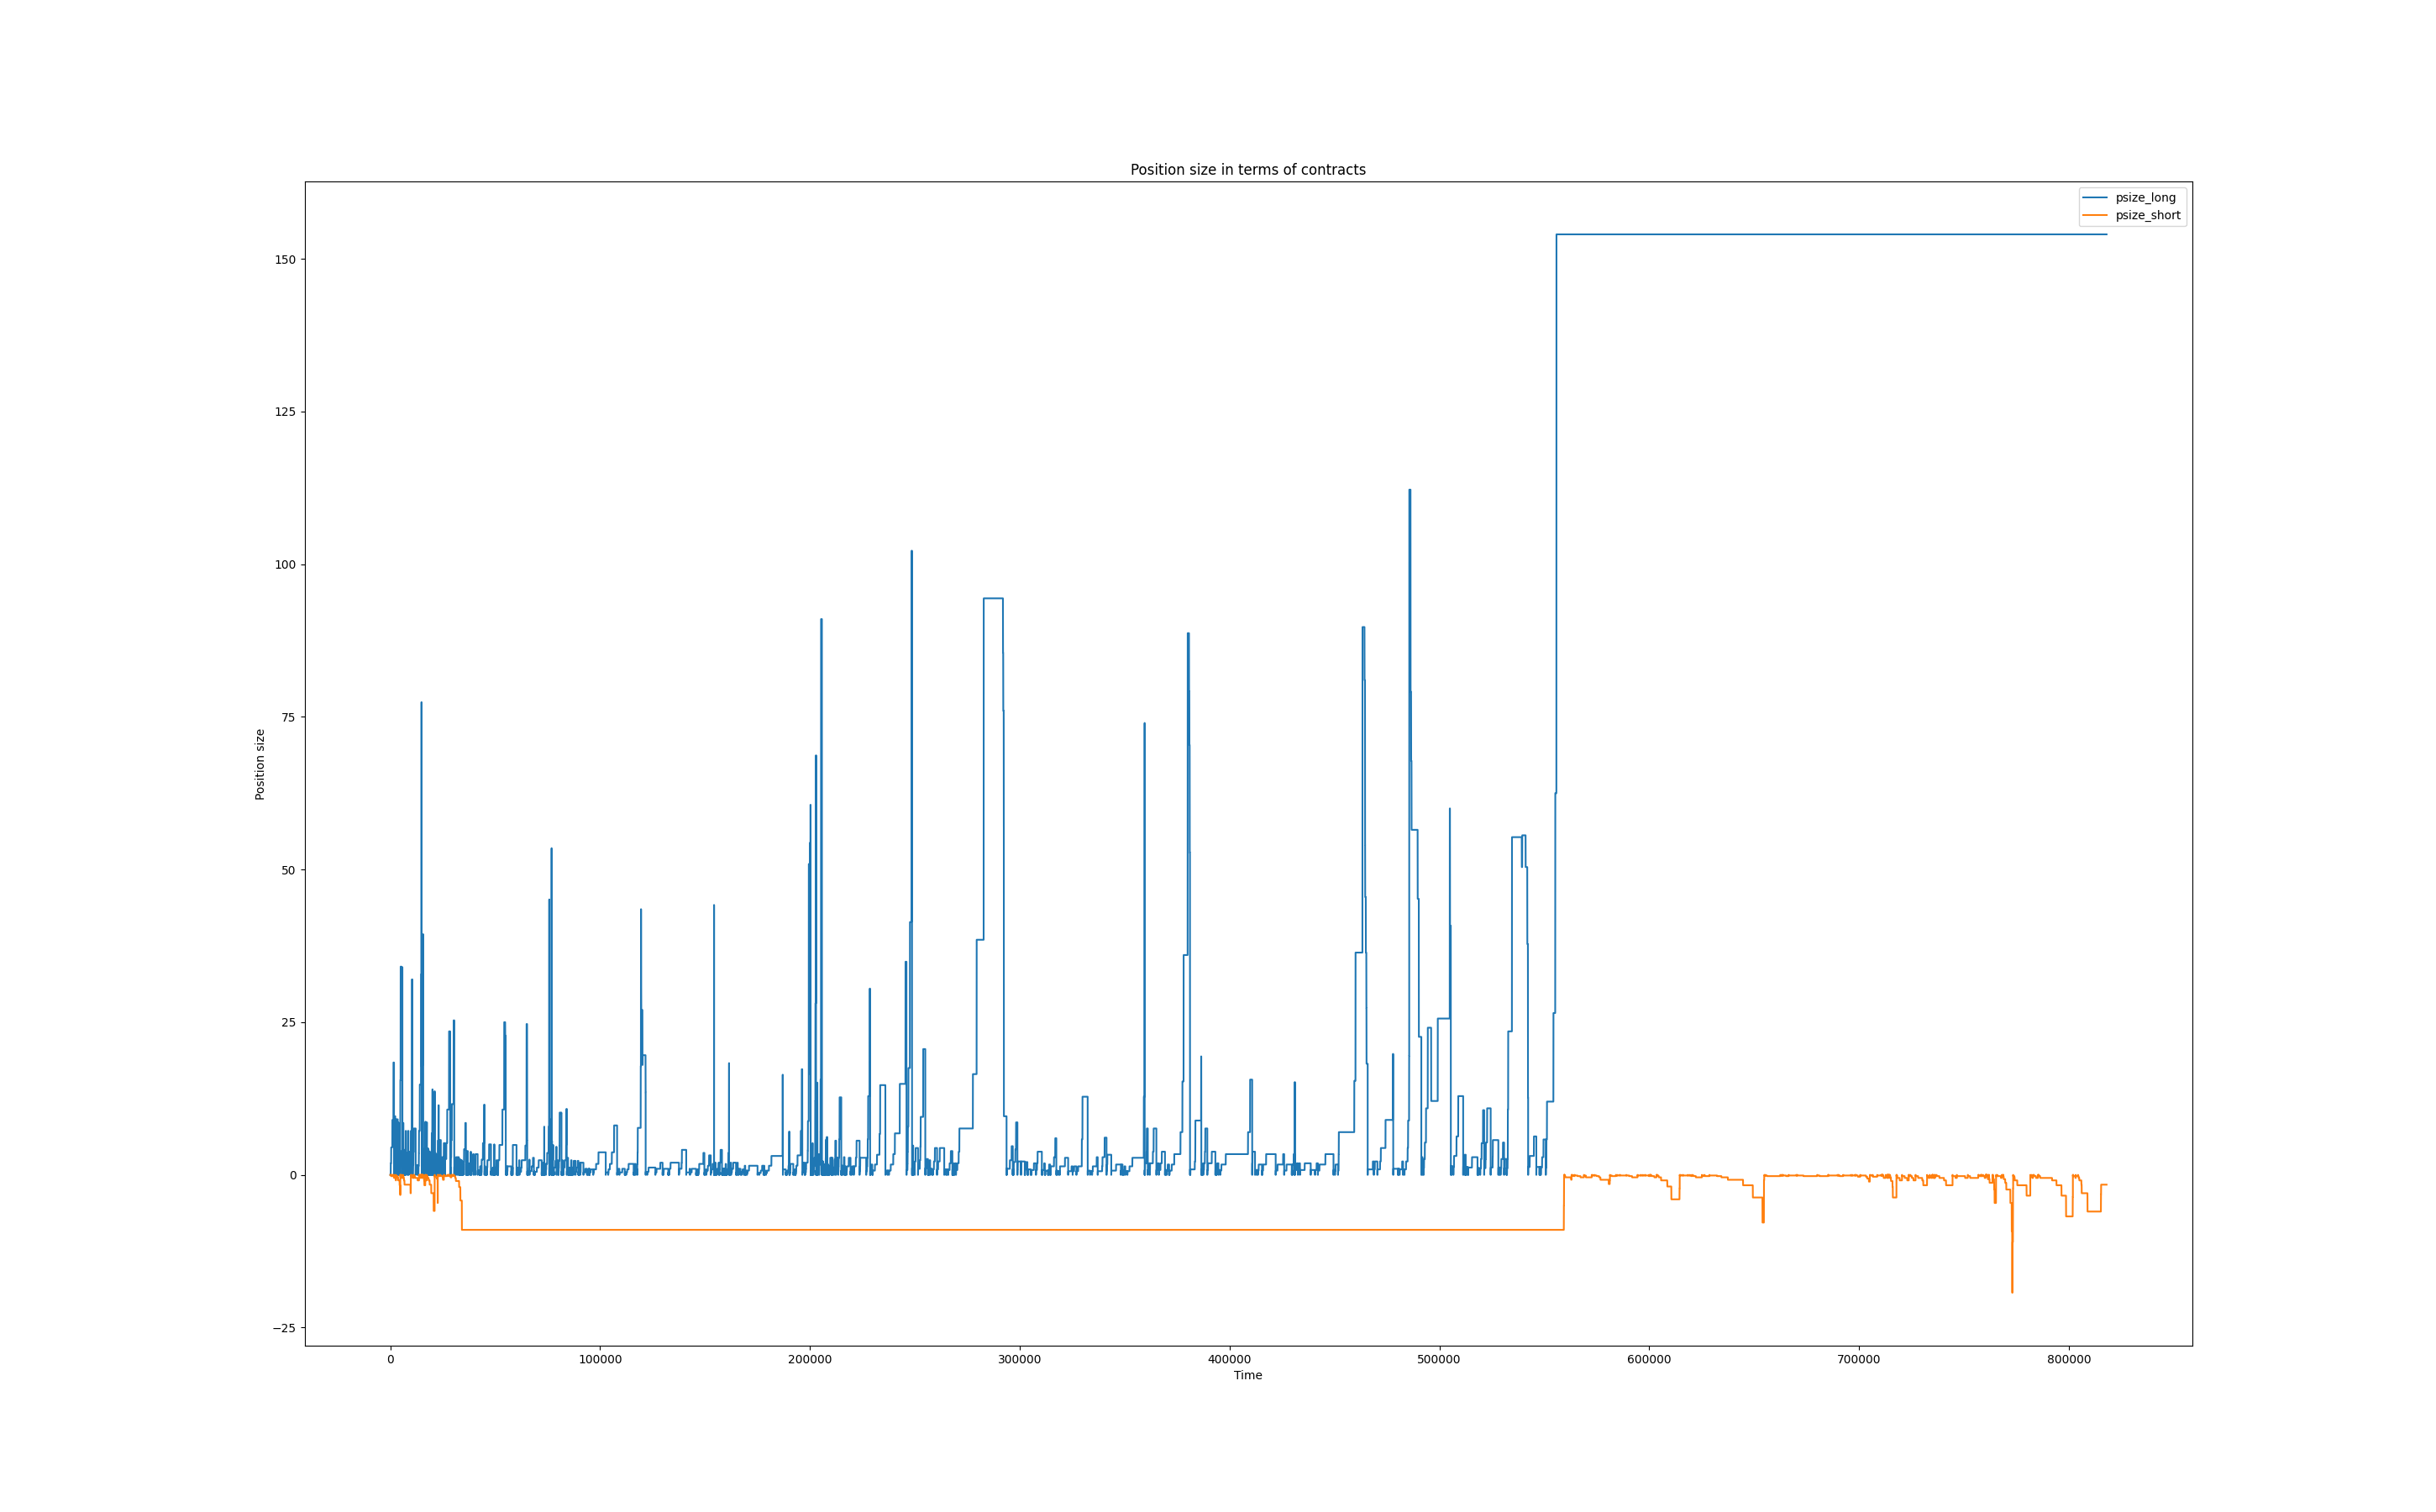 Position size in terms of contracts
psize_long
psize_short
150
125
100
75
50
25
0
−25
Position size
0 100000 200000 300000 400000 500000 600000 700000 800000
Time